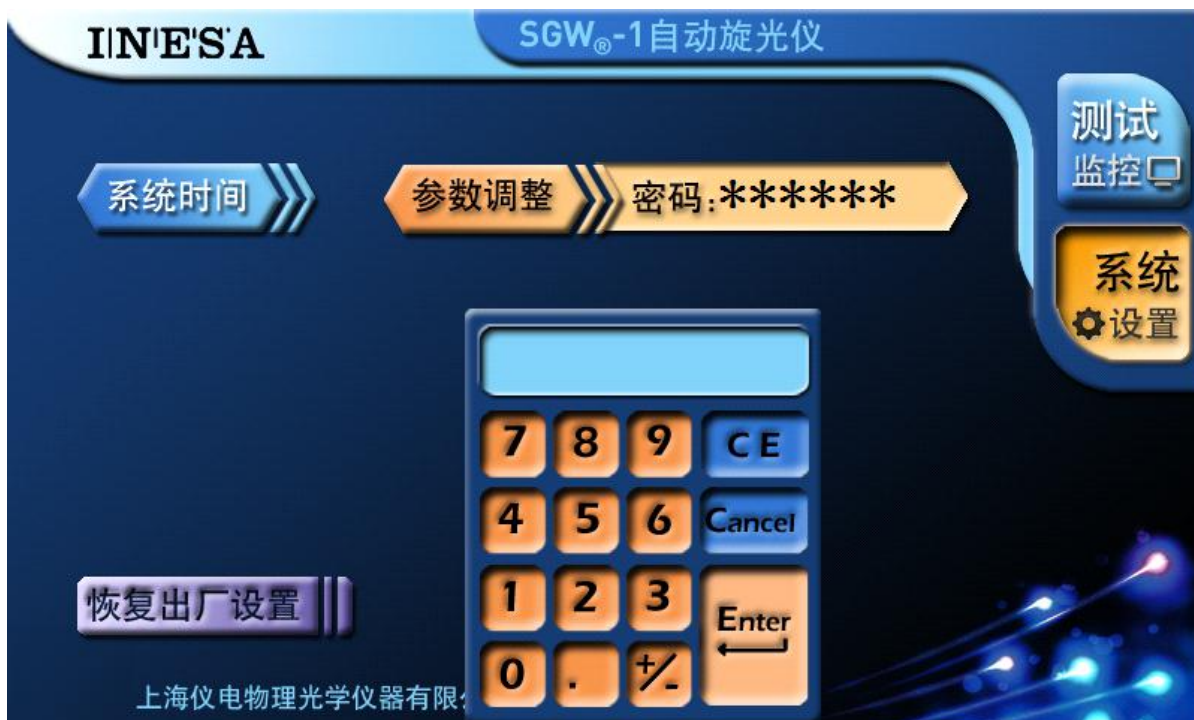 INESA
SGW®-1自动旋光仪
测试
监控
系统时间
参数调整
密码:******
系统
设置
7 8 9 CE
4 5 6 Cancel
1 2 3 Enter
0 . +/-
恢复出厂设置
上海仪电物理光学仪器有限